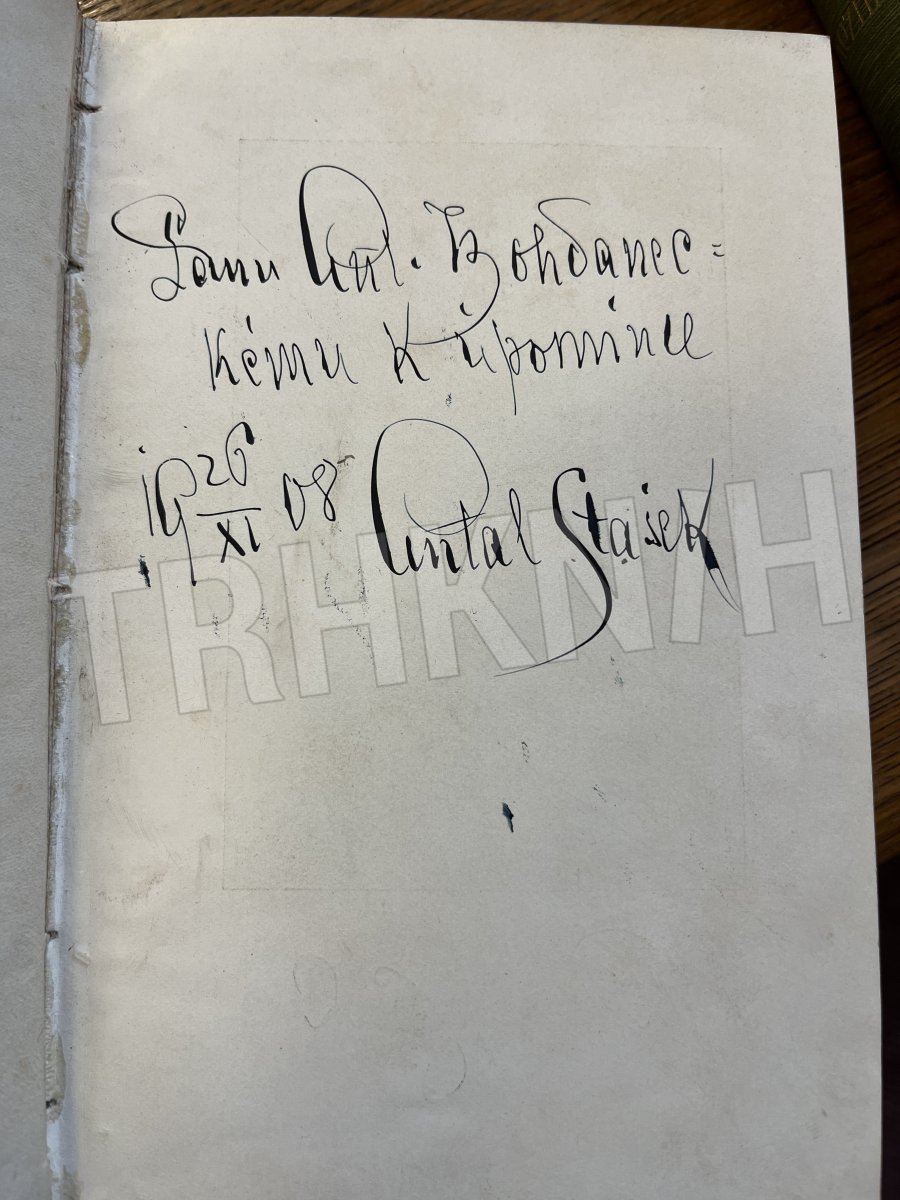 Panu Ant. Bohdanec=
kému k upomínce
19 26/XI 08 Antal Stašek
TRHKNIH